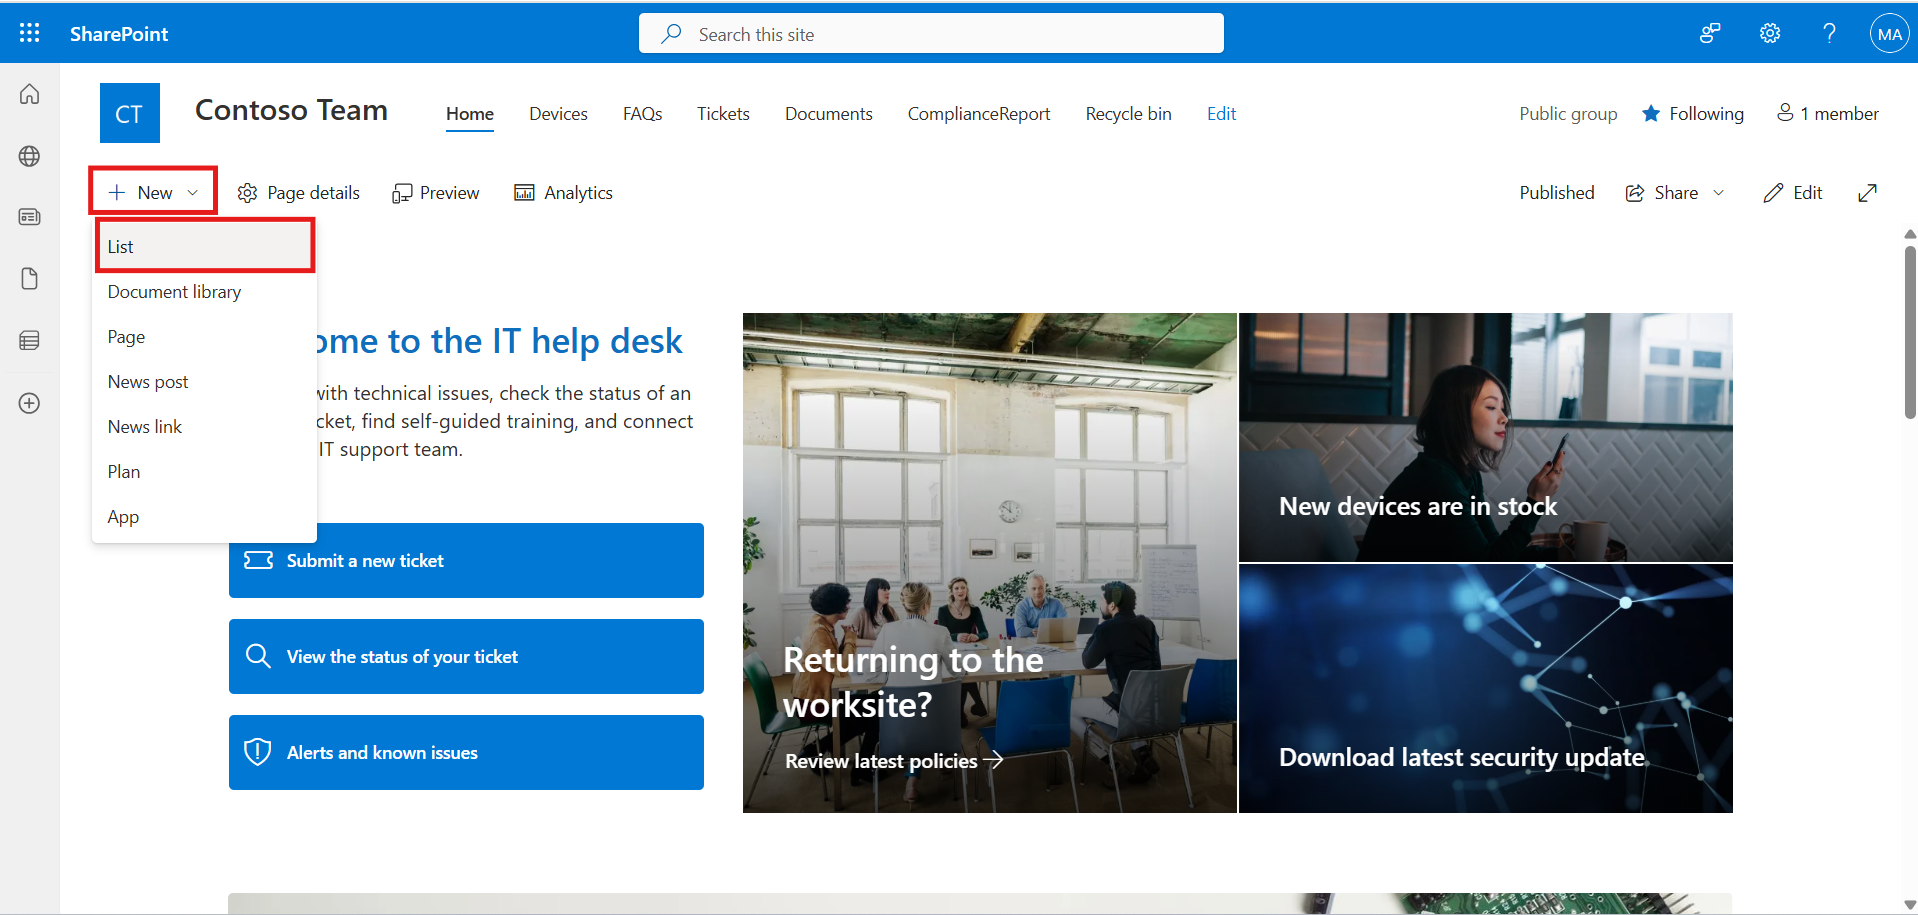 SharePoint
Search this site
MA
CT
Contoso Team
Home
Devices
FAQs
Tickets
Documents
ComplianceReport
Recycle bin
Edit
Public group
Following
1 member
New
Page details
Preview
Analytics
Published
Share
Edit
List
Document library
Page
News post
News link
Plan
App
ome to the IT help desk
with technical issues, check the status of an
cket, find self-guided training, and connect
IT support team.
Submit a new ticket
View the status of your ticket
Alerts and known issues
Returning to the
worksite?
Review latest policies
New devices are in stock
Download latest security update